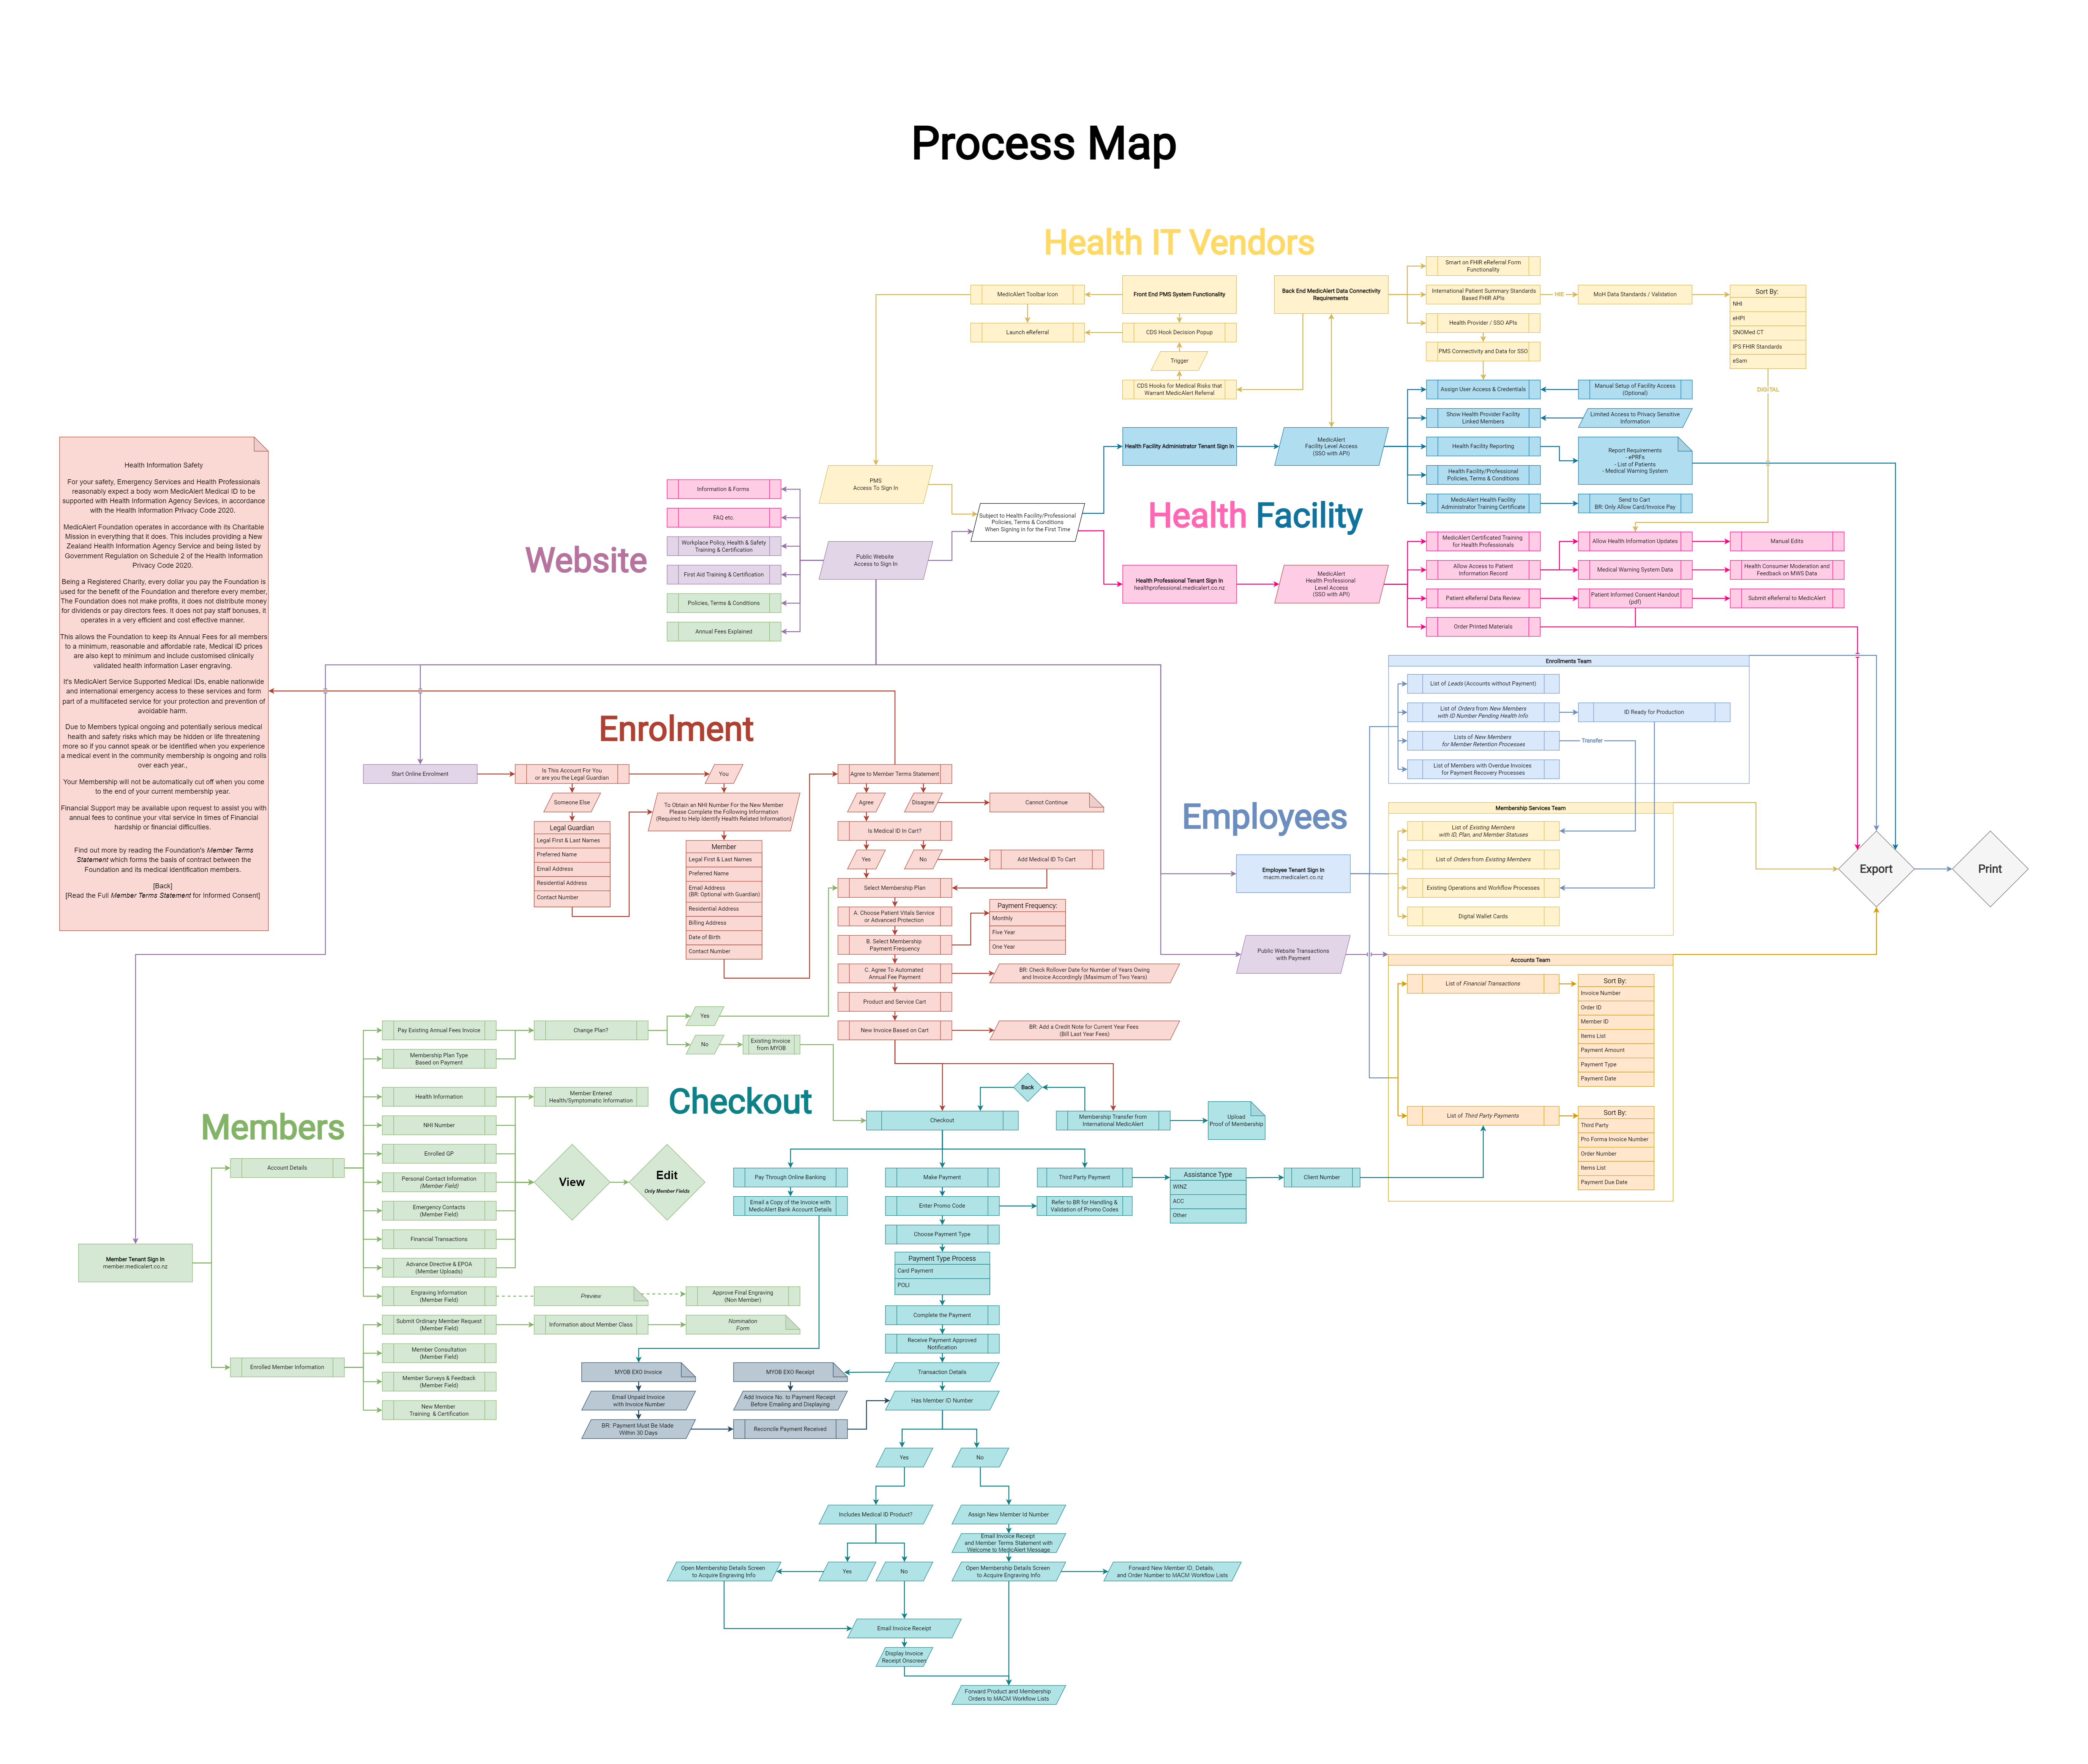 Process Map
Health IT Vendors
MedicAlert Toolbar Icon
Front End PMS System Functionality
Back End MedicAlert Data Connectivity
Requirements
Smart on FHIR eReferral Form
Functionality
International Patient Summary Standards
Based FHIR APIs
HIE
MoH Data Standards / Validation
Sort By:
NHI
eHPI
SNOMed CT
IPS FHIR Standards
eSam
Launch eReferral
CDS Hook Decision Popup
Health Provider / SSO APIs
Trigger
PMS Connectivity and Data for SSO
CDS Hooks for Medical Risks that
Warrant MedicAlert Referral
DIGITAL
Assign User Access & Credentials
Manual Setup of Facility Access
(Optional)
Show Health Provider Facility
Linked Members
Limited Access to Privacy Sensitive
Information
Health Facility Administrator Tenant Sign In
MedicAlert
Facility Level Access
(SSO with API)
Health Facility Reporting
Report Requirements
- ePRFs
- List of Patients
- Medical Warning System
Health Facility/Professional
Policies, Terms & Conditions
MedicAlert Health Facility
Administrator Training Certificate
Send to Cart
BR: Only Allow Card/Invoice Pay
Health Facility
PMS
Access To Sign In
Subject to Health Facility/Professional
Policies, Terms & Conditions
When Signing in for the First Time
Public Website
Access to Sign In
Website
Information & Forms
FAQ etc.
Workplace Policy, Health & Safety
Training & Certification
First Aid Training & Certification
Policies, Terms & Conditions
Annual Fees Explained
Health Professional Tenant Sign In
healthprofessional.medicalert.co.nz
MedicAlert
Health Professional
Level Access
(SSO with API)
MedicAlert Certificated Training
for Health Professionals
Allow Health Information Updates
Manual Edits
Allow Access to Patient
Information Record
Medical Warning System Data
Health Consumer Moderation and
Feedback on MWS Data
Patient eReferral Data Review
Patient Informed Consent Handout
(pdf)
Submit eReferral to MedicAlert
Order Printed Materials
Health Information Safety
For your safety, Emergency Services and Health Professionals
reasonably expect a body worn MedicAlert Medical ID to be
supported with Health Information Agency Sevices, in accordance
with the Health Information Privacy Code 2020.
MedicAlert Foundation operates in accordance with its Charitable
Mission in everything that it does. This includes providing a New
Zealand Health Information Agency Service and being listed by
Government Regulation on Schedule 2 of the Health Information
Privacy Code 2020.
Being a Registered Charity, every dollar you pay the Foundation is
used for the benefit of the Foundation and therefore every member,
The Foundation does not make profits, it does not distribute money
for dividends or pay directors fees. It does not pay staff bonuses, it
operates in a very efficient and cost effective manner.
This allows the Foundation to keep its Annual Fees for all members
to a minimum, reasonable and affordable rate, Medical ID prices
are also kept to minimum and include customised clinically
validated health information Laser engraving.
It's MedicAlert Service Supported Medical IDs, enable nationwide
and international emergency access to these services and form
part of a multifaceted service for your protection and prevention of
avoidable harm.
Due to Members typical ongoing and potentially serious medical
health and safety risks which may be hidden or life threatening
more so if you cannot speak or be identified when you experience
a medical event in the community membership is ongoing and rolls
over each year.,
Your Membership will not be automatically cut off when you come
to the end of your current membership year.
Financial Support may be available upon request to assist you with
annual fees to continue your vital service in times of Financial
hardship or financial difficulties.
Find out more by reading the Foundation's Member Terms
Statement which forms the basis of contract between the
Foundation and its medical identification members.
[Back]
[Read the Full Member Terms Statement for Informed Consent]
Enrolment
Start Online Enrolment
Is This Account For You
or are you the Legal Guardian
You
Someone Else
Legal Guardian
Legal First & Last Names
Preferred Name
Email Address
Residential Address
Contact Number
To Obtain an NHI Number For the New Member
Please Complete the Following Information
(Required to Help Identify Health Related Information)
Member
Legal First & Last Names
Preferred Name
Email Address
(BR: Optional with Guardian)
Residential Address
Billing Address
Date of Birth
Contact Number
Agree to Member Terms Statement
Agree
Disagree
Cannot Continue
Is Medical ID In Cart?
Yes
No
Add Medical ID To Cart
Select Membership Plan
A. Choose Patient Vitals Service
or Advanced Protection
Payment Frequency:
Monthly
Five Year
One Year
B. Select Membership
Payment Frequency
C. Agree To Automated
Annual Fee Payment
BR: Check Rollover Date for Number of Years Owing
and Invoice Accordingly (Maximum of Two Years)
Product and Service Cart
New Invoice Based on Cart
BR: Add a Credit Note for Current Year Fees
(Bill Last Year Fees)
Employees
Employee Tenant Sign In
macm.medicalert.co.nz
Public Website Transactions
with Payment
Enrollments Team
List of Leads (Accounts without Payment)
List of Orders from New Members
with ID Number Pending Health Info
ID Ready for Production
Lists of New Members
for Member Retention Processes
Transfer
List of Members with Overdue Invoices
for Payment Recovery Processes
Membership Services Team
List of Existing Members
with ID, Plan, and Member Statuses
List of Orders from Existing Members
Existing Operations and Workflow Processes
Digital Wallet Cards
Export
Print
Accounts Team
List of Financial Transactions
Sort By:
Invoice Number
Order ID
Member ID
Items List
Payment Amount
Payment Type
Payment Date
List of Third Party Payments
Sort By:
Third Party
Pro Forma Invoice Number
Order Number
Items List
Payment Due Date
Members
Member Tenant Sign In
member.medicalert.co.nz
Account Details
Pay Existing Annual Fees Invoice
Change Plan?
Yes
No
Existing Invoice
from MYOB
Membership Plan Type
Based on Payment
Health Information
Member Entered
Health/Symptomatic Information
NHI Number
Enrolled GP
Personal Contact Information
(Member Field)
View
Edit
Only Member Fields
Emergency Contacts
(Member Field)
Financial Transactions
Advance Directive & EPOA
(Member Uploads)
Engraving Information
(Member Field)
Preview
Approve Final Engraving
(Non Member)
Enrolled Member Information
Submit Ordinary Member Request
(Member Field)
Information about Member Class
Nomination
Form
Member Consultation
(Member Field)
Member Surveys & Feedback
(Member Field)
New Member
Training & Certification
Checkout
Back
Checkout
Membership Transfer from
International MedicAlert
Upload
Proof of Membership
Pay Through Online Banking
Make Payment
Third Party Payment
Assistance Type
WINZ
ACC
Other
Client Number
Email a Copy of the Invoice with
MedicAlert Bank Account Details
Enter Promo Code
Refer to BR for Handling &
Validation of Promo Codes
Choose Payment Type
Payment Type Process
Card Payment
POLI
Complete the Payment
Receive Payment Approved
Notification
MYOB EXO Invoice
MYOB EXO Receipt
Transaction Details
Email Unpaid Invoice
with Invoice Number
Add Invoice No. to Payment Receipt
Before Emailing and Displaying
Has Member ID Number
BR: Payment Must Be Made
Within 30 Days
Reconcile Payment Received
Yes
No
Includes Medical ID Product?
Assign New Member Id Number
Email Invoice Receipt
and Member Terms Statement with
Welcome to MedicAlert Message
Open Membership Details Screen
to Acquire Engraving Info
Yes
No
Open Membership Details Screen
to Acquire Engraving Info
Forward New Member ID, Details,
and Order Number to MACM Workflow Lists
Email Invoice Receipt
Display Invoice
Receipt Onscreen
Forward Product and Membership
Orders to MACM Workflow Lists